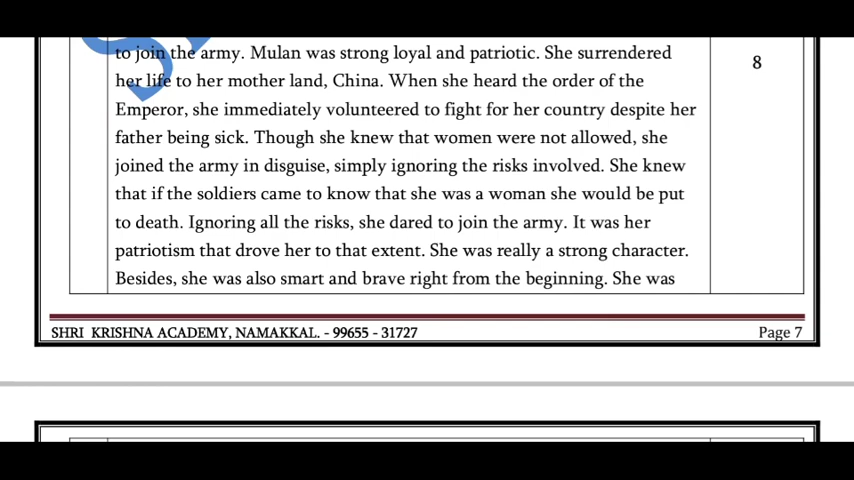 to join the army. Mulan was strong loyal and patriotic. She surrendered
her life to her mother land, China. When she heard the order of the
8
Emperor, she immediately volunteered to fight for her country despite her
father being sick. Though she knew that women were not allowed, she
joined the army in disguise, simply ignoring the risks involved. She knew
that if the soldiers came to know that she was a woman she would be put
to death. Ignoring all the risks, she dared to join the army. It was her
patriotism that drove her to that extent. She was really a strong character.
Besides, she was also smart and brave right from the beginning. She was
SHRI KRISHNA ACADEMY, NAMAKKAL. - 99655 - 31727
Page 7